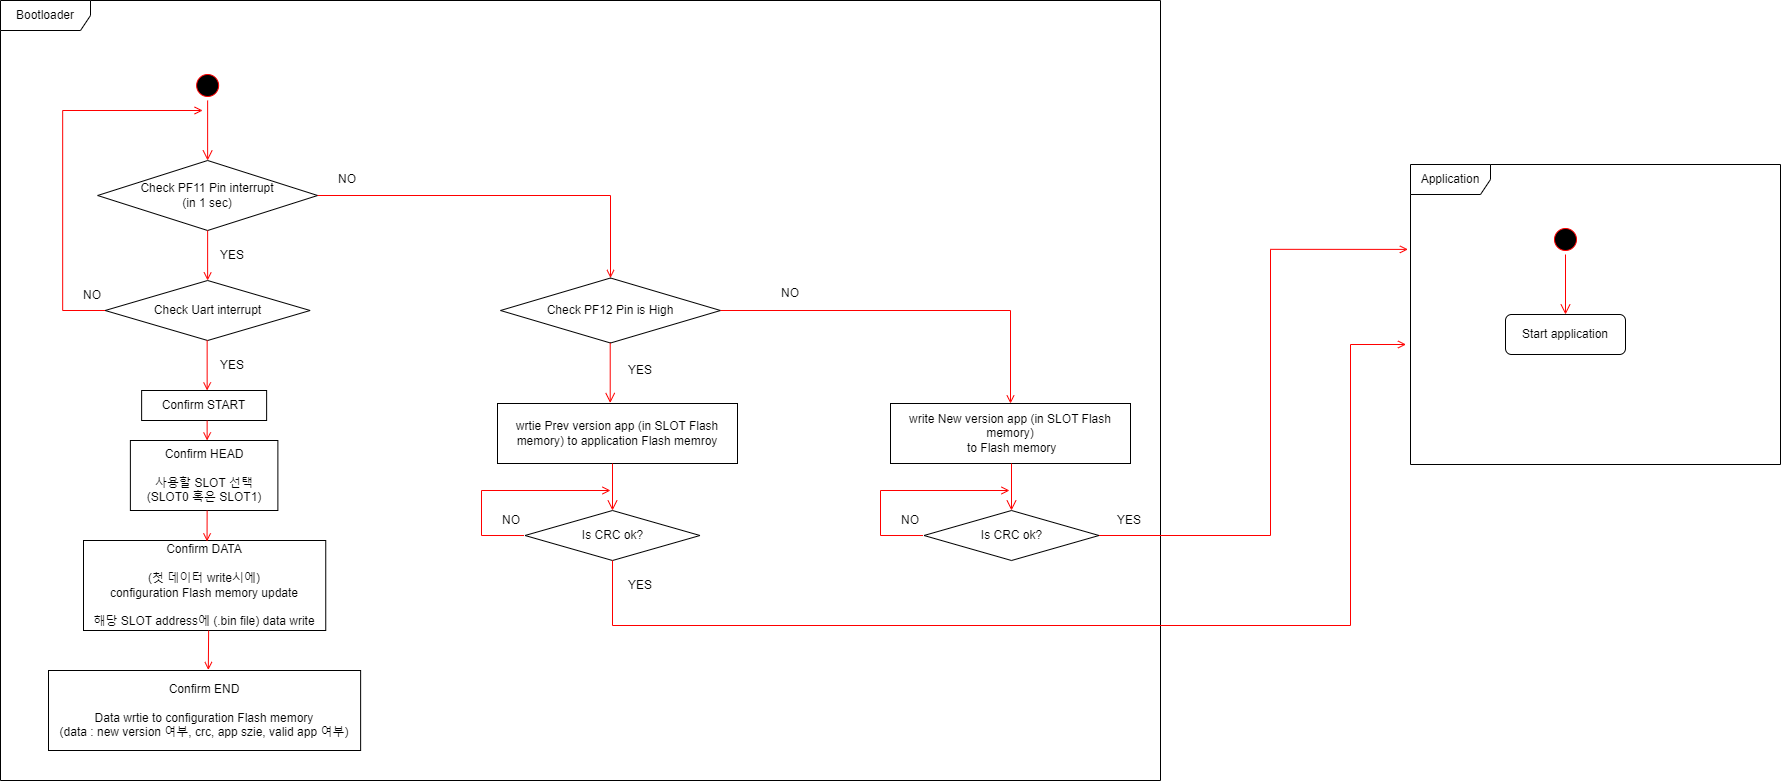 Bootloader
Check PF11 Pin interrupt
(in 1 sec)
NO
YES
NO
Check Uart interrupt
YES
Confirm START
Confirm HEAD
사용할 SLOT 선택
(SLOT0 혹은 SLOT1)
Confirm DATA
(첫 데이터 write시에)
configuration Flash memory update
해당 SLOT address에 (.bin file) data write
Confirm END
Data wrtie to configuration Flash memory
(data : new version 여부, crc, app szie, valid app 여부)
Check PF12 Pin is High
NO
YES
wrtie Prev version app (in SLOT Flash
memory) to application Flash memroy
NO
Is CRC ok?
YES
write New version app (in SLOT Flash
memory)
to Flash memory
NO
Is CRC ok?
YES
Application
Start application